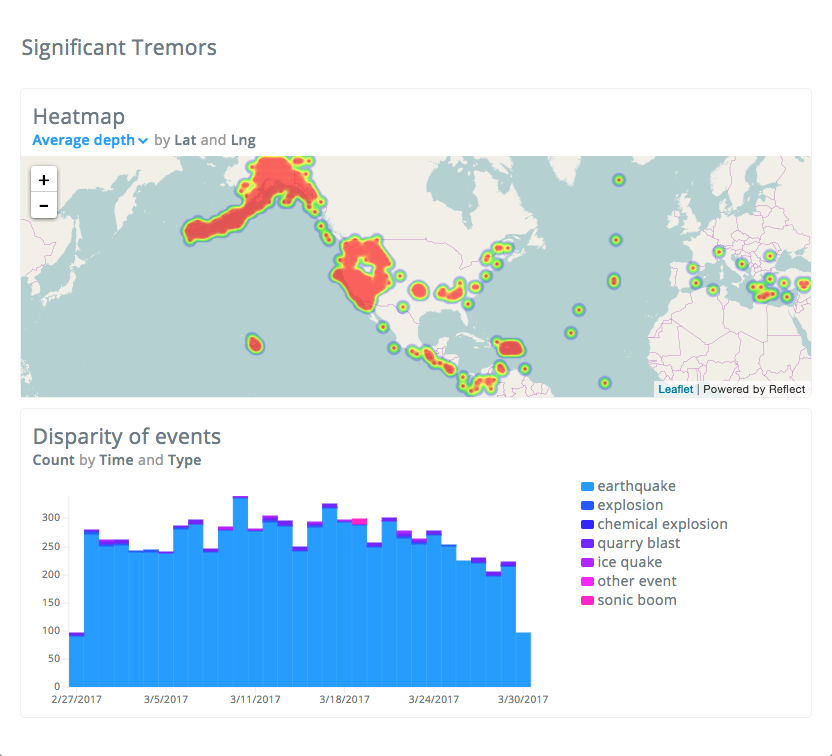 Significant Tremors
Heatmap
Average depth by Lat and Lng
+
−
Leaflet | Powered by Reflect
Disparity of events
Count by Time and Type
300
250
200
150
100
50
0
2/27/2017 3/5/2017 3/11/2017 3/18/2017 3/24/2017 3/30/2017
earthquake
explosion
chemical explosion
quarry blast
ice quake
other event
sonic boom